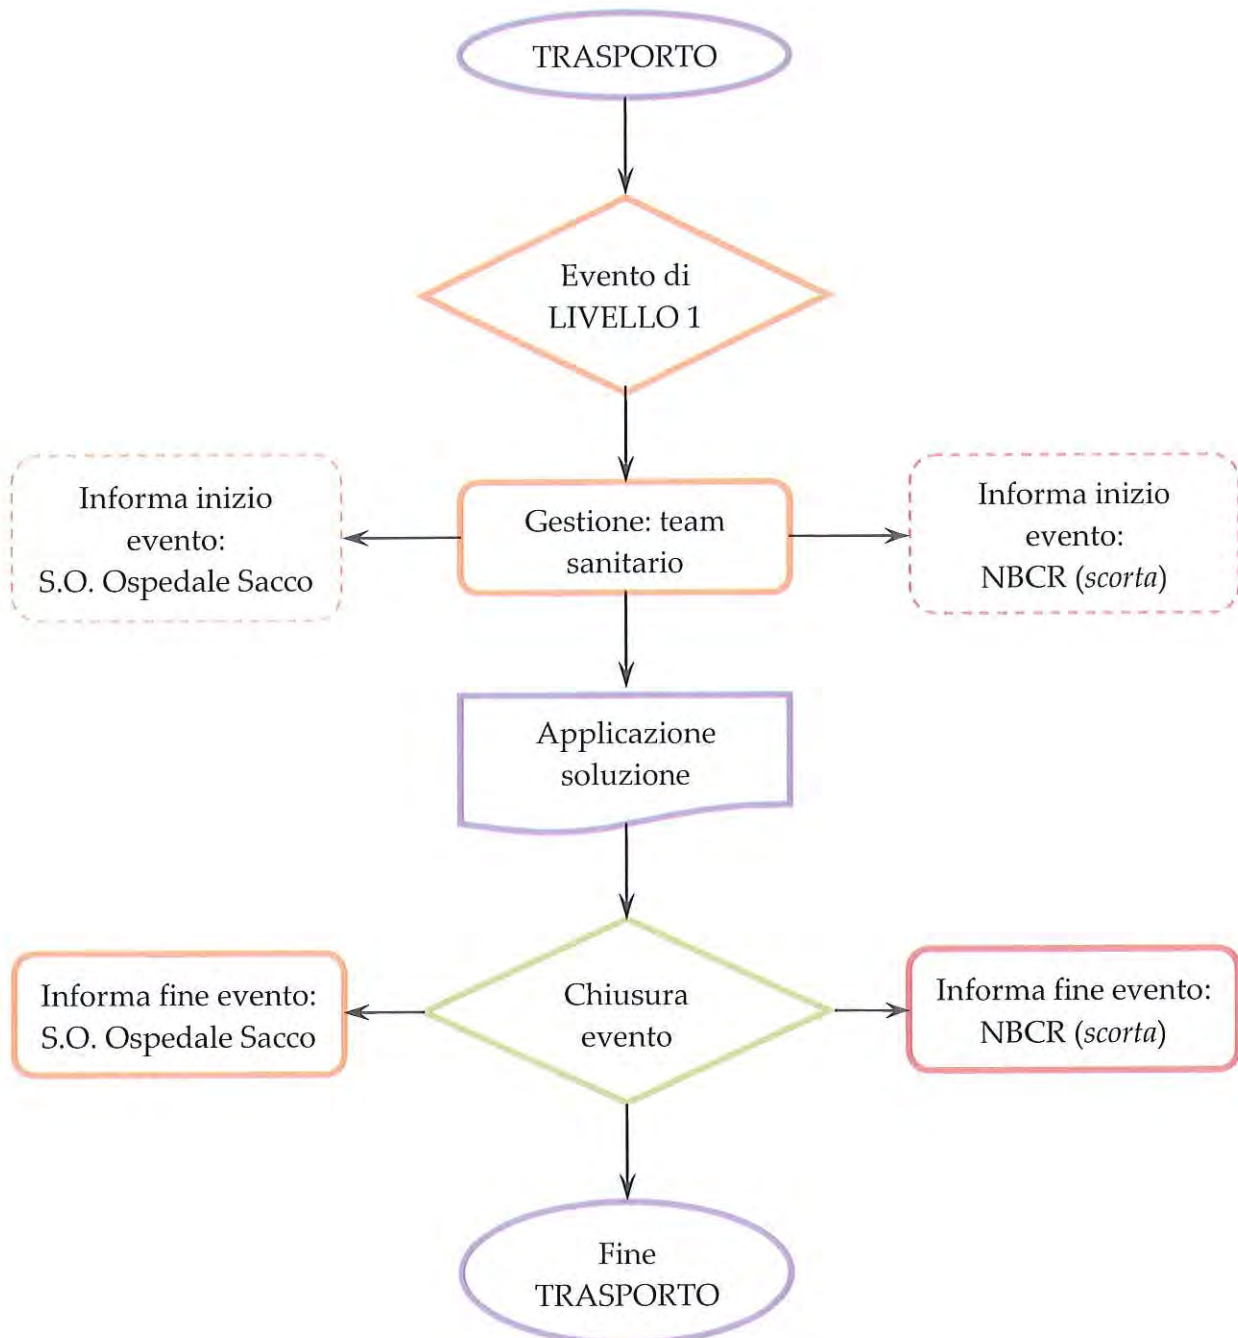 TRASPORTO
Evento di
LIVELLO 1
Informa inizio
evento:
S.O. Ospedale Sacco
Gestione: team
sanitario
Informa inizio
evento:
NBCR (scorta)
Applicazione
soluzione
Informa fine evento:
S.O. Ospedale Sacco
Chiusura
evento
Informa fine evento:
NBCR (scorta)
Fine
TRASPORTO